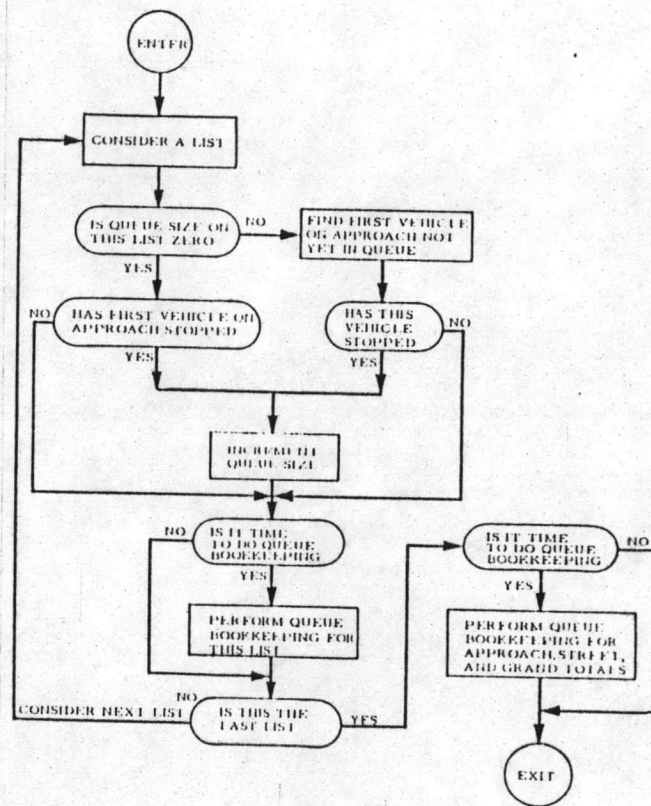 ENTER
CONSIDER A LIST
IS QUEUE SIZE ON
THIS LIST ZERO
NO
FIND FIRST VEHICLE
ON APPROACH NOT
YET IN QUEUE
YES
NO
HAS FIRST VEHICLE ON
APPROACH STOPPED
HAS THIS
VEHICLE
STOPPED
NO
YES
YES
INCREMENT
QUEUE SIZE
NO
IS IT TIME
TO DO QUEUE
BOOKKEEPING
YES
PERFORM QUEUE
BOOKKEEPING FOR
THIS LIST
NO
CONSIDER NEXT LIST
IS THIS THE
LAST LIST
YES
IS IT TIME
TO DO QUEUE
BOOKKEEPING
NO
YES
PERFORM QUEUE
BOOKKEEPING FOR
APPROACH, STREET,
AND GRAND TOTALS
EXIT